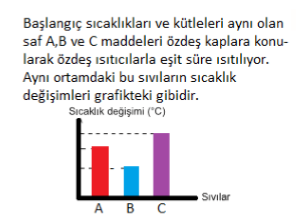 Başlangıç sıcaklıkları ve kütleleri aynı olan
saf A,B ve C maddeleri özdeş kaplara konu-
larak özdeş ısıtıcılarla eşit süre ısıtılıyor.
Aynı ortamdaki bu sıvıların sıcaklık
değişimleri grafikteki gibidir.
Sıcaklık değişimi (°C)
Sıvılar
A B C